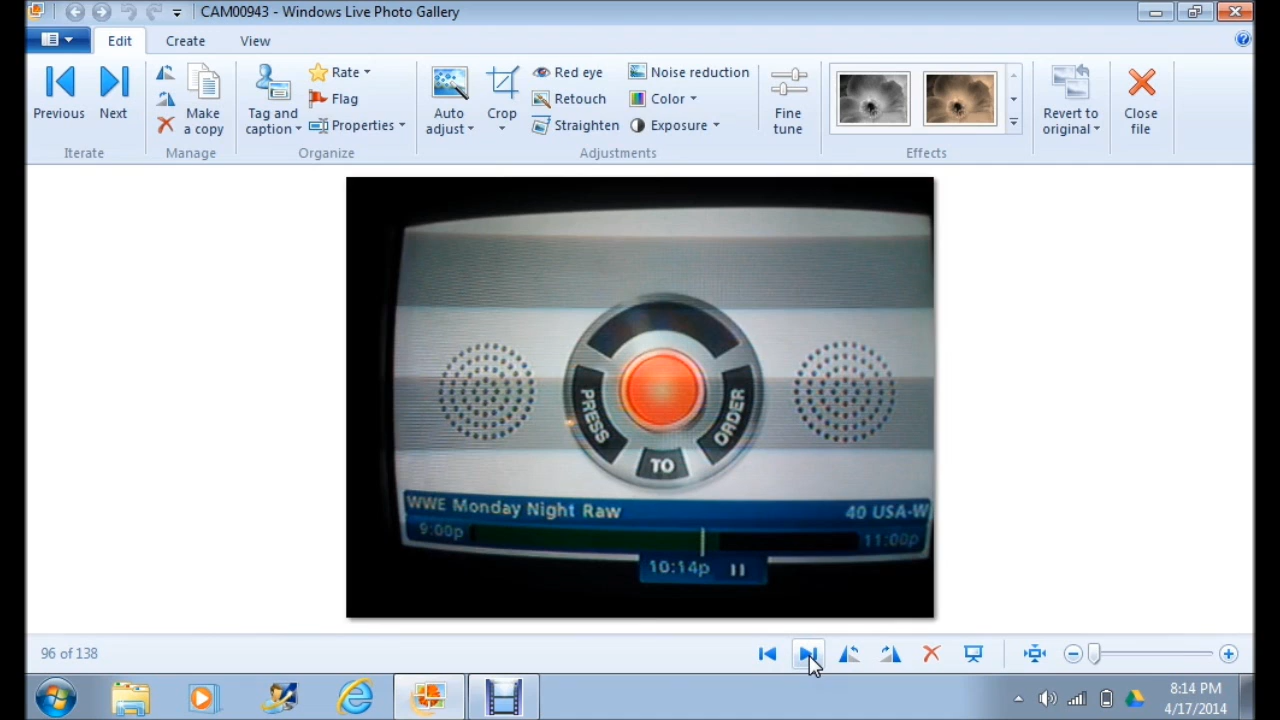 CAM00943 - Windows Live Photo Gallery
Edit
Create
View
Previous
Next
Iterate
Make
a copy
Manage
Tag and
caption
Rate
Flag
Properties
Organize
Auto
adjust
Crop
Red eye
Retouch
Straighten
Noise reduction
Color
Exposure
Adjustments
Fine
tune
Effects
Revert to
original
Close
file
PRESS
TO
ORDER
WWE Monday Night Raw
40 USA-W
9:00p
11:00p
10:14p
96 of 138
8:14 PM
4/17/2014